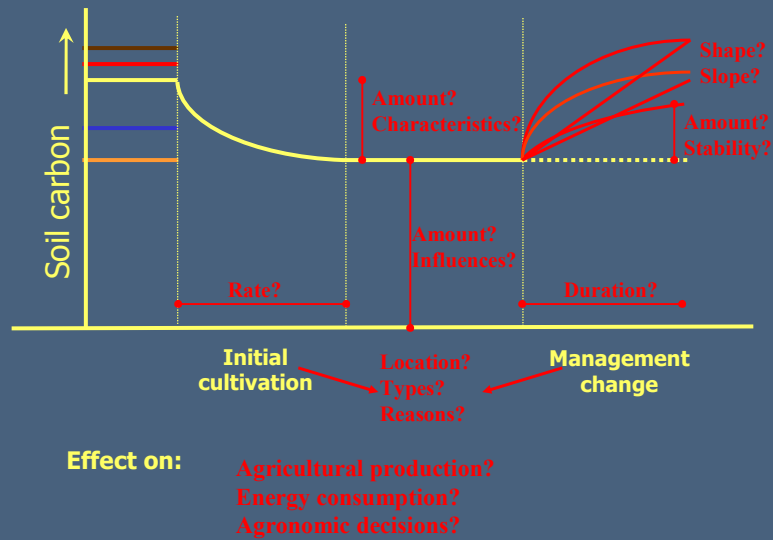 Soil carbon
Shape?
Slope?
Amount?
Characteristics?
Amount?
Stability?
Amount?
Influences?
Rate?
Duration?
Initial
cultivation
Location?
Types?
Reasons?
Management
change
Effect on:
Agricultural production?
Energy consumption?
Agronomic decisions?